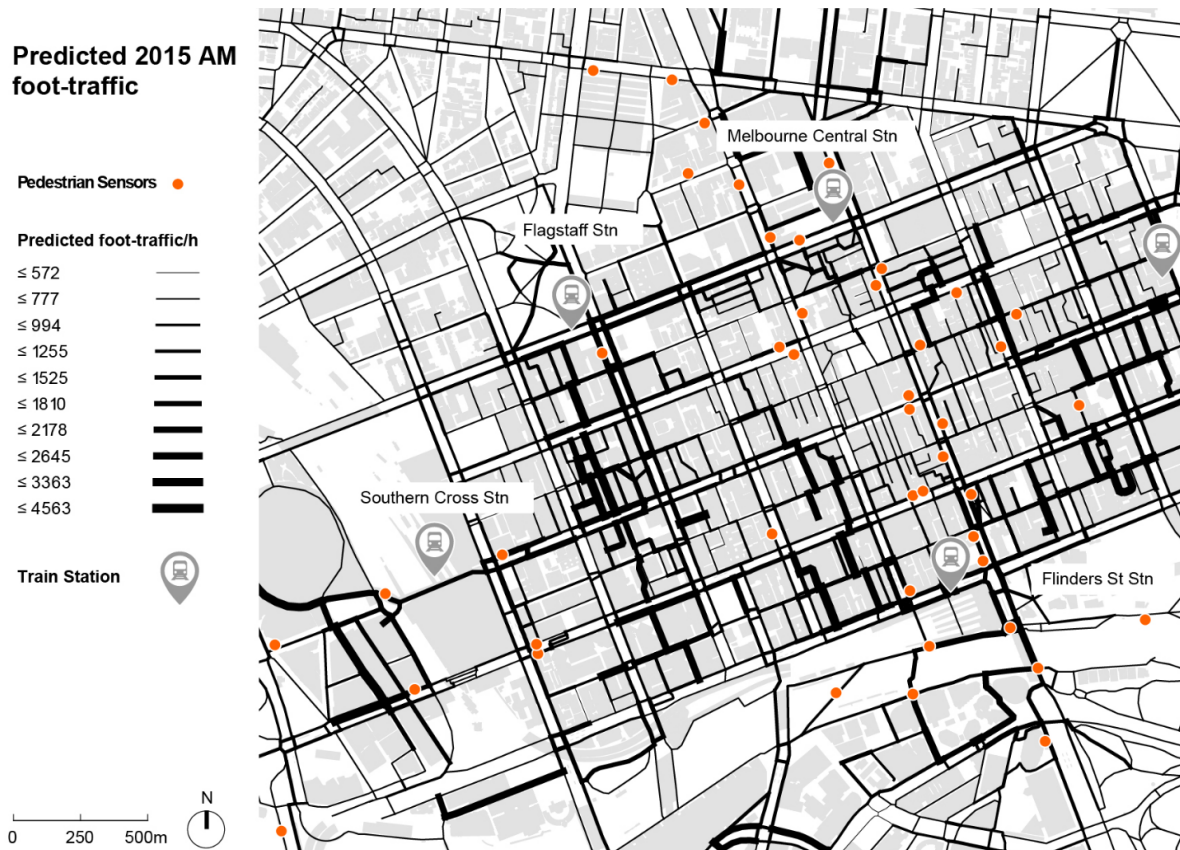 Predicted 2015 AM
foot-traffic
Pedestrian Sensors
Predicted foot-traffic/h
≤ 572
≤ 777
≤ 994
≤ 1255
≤ 1525
≤ 1810
≤ 2178
≤ 2645
≤ 3363
≤ 4563
Train Station
N
0 250 500m
Melbourne Central Stn
Flagstaff Stn
Southern Cross Stn
Flinders St Stn